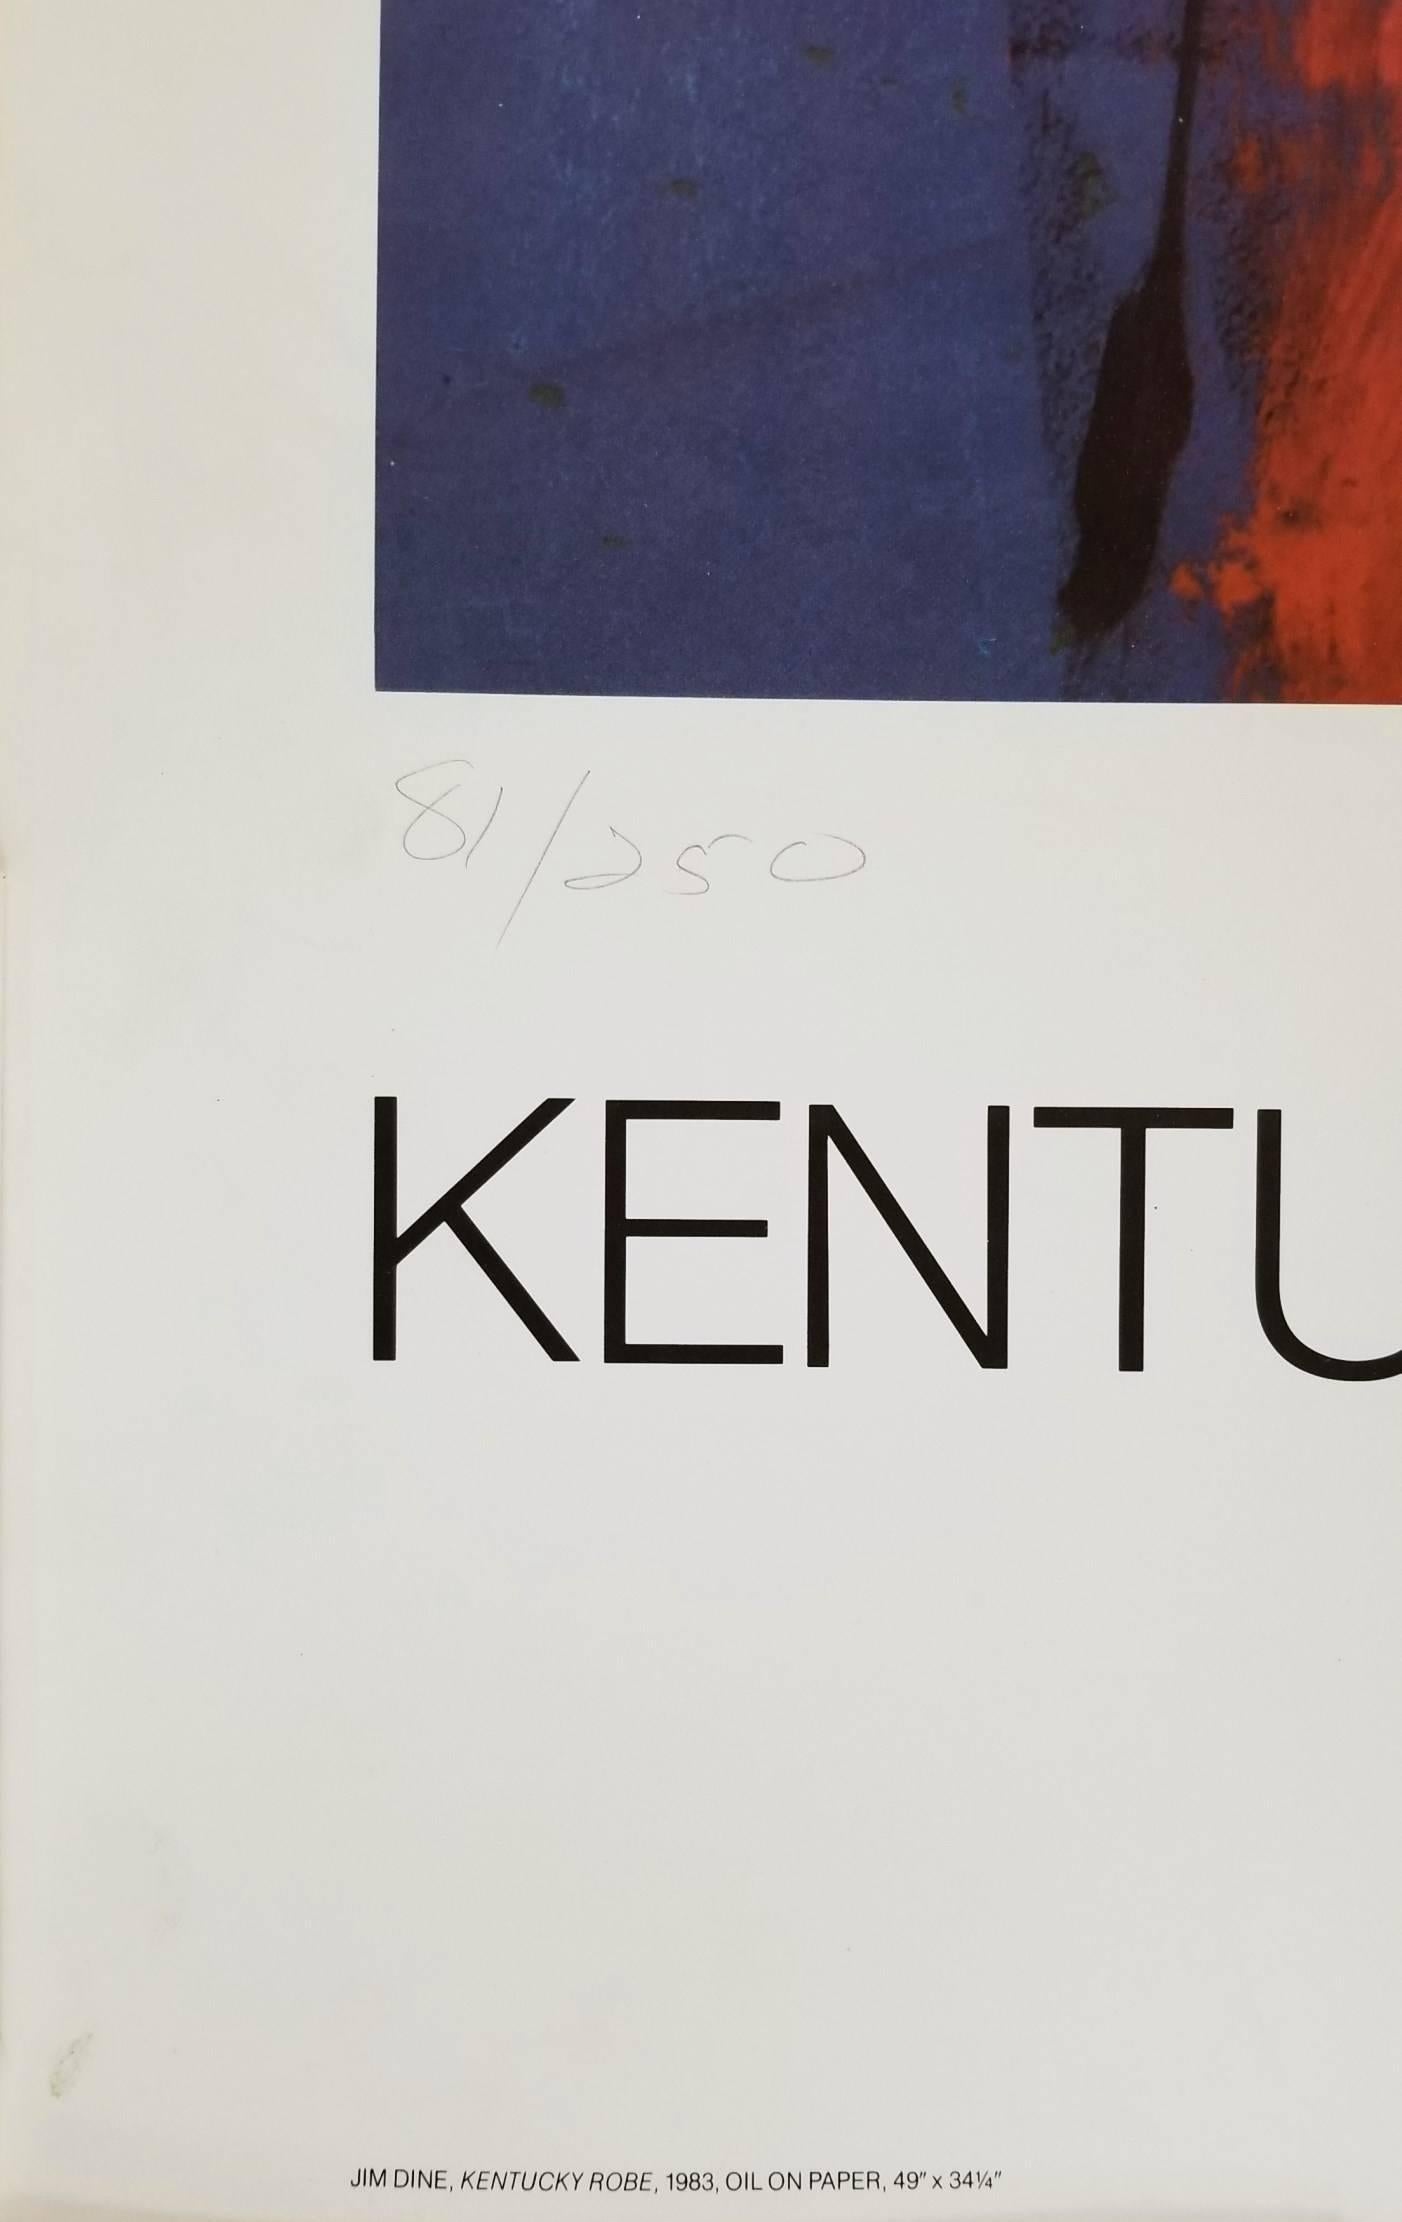 81/250
KENTU
JIM DINE, KENTUCKY ROBE, 1983, OIL ON PAPER, 49" x 34¼"